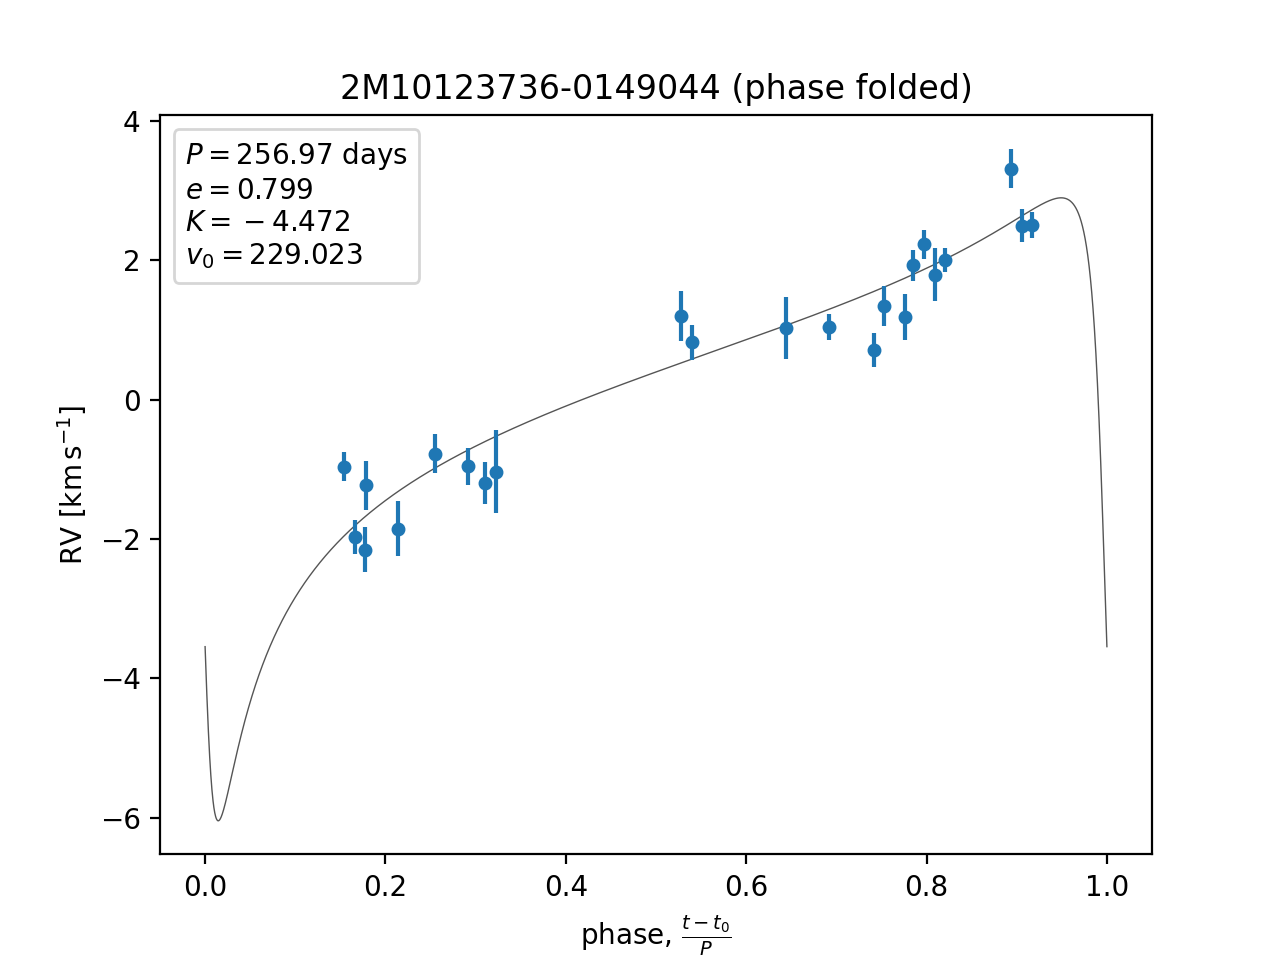 2M10123736-0149044 (phase folded)
P = 256.97 days
e = 0.799
K = −4.472
v₀ = 229.023
RV [km s⁻¹]
4
2
0
−2
−4
−6
0.0 0.2 0.4 0.6 0.8 1.0
phase, (t − t₀)/P